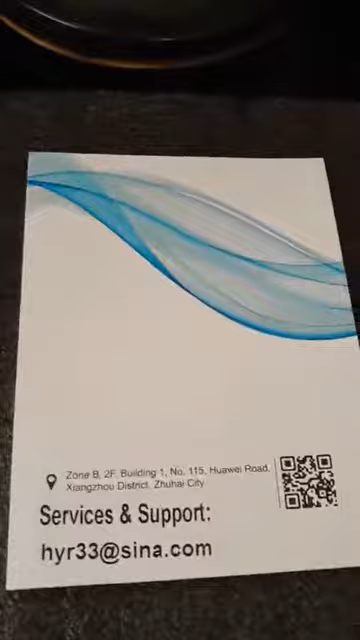 Zone B, 2F, Building 1, No. 115, Huawei Road,
Xiangzhou District, Zhuhai City
Services & Support:
hyr33@sina.com